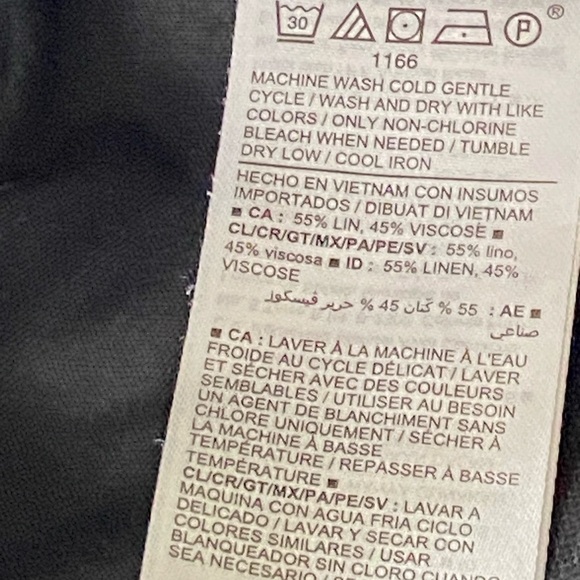 30 P ®
1166
MACHINE WASH COLD GENTLE
CYCLE / WASH AND DRY WITH LIKE
COLORS / ONLY NON-CHLORINE
BLEACH WHEN NEEDED / TUMBLE
DRY LOW / COOL IRON
HECHO EN VIETNAM CON INSUMOS
IMPORTADOS / DIBUAT DI VIETNAM
■ CA : 55% LIN, 45% VISCOSE ■
CL/CR/GT/MX/PA/PE/SV : 55% lino,
45% viscosa ■ ID : 55% LINEN, 45%
VISCOSE
■ AE : 55 % كتان 45 % حرير فيسكوز
صناعي
■ CA : LAVER À LA MACHINE À L'EAU
FROIDE AU CYCLE DÉLICAT / LAVER
ET SÉCHER AVEC DES COULEURS
SEMBLABLES / UTILISER AU BESOIN
UN AGENT DE BLANCHIMENT SANS
CHLORE UNIQUEMENT / SÉCHER À
LA MACHINE À BASSE
TEMPÉRATURE / REPASSER À BASSE
TEMPÉRATURE ■
CL/CR/GT/MX/PA/PE/SV : LAVAR A
MAQUINA CON AGUA FRIA CICLO
DELICADO / LAVAR Y SECAR CON
COLORES SIMILARES / USAR
BLANQUEADOR SIN CLORO CUANDO
SEA NECESARIO /